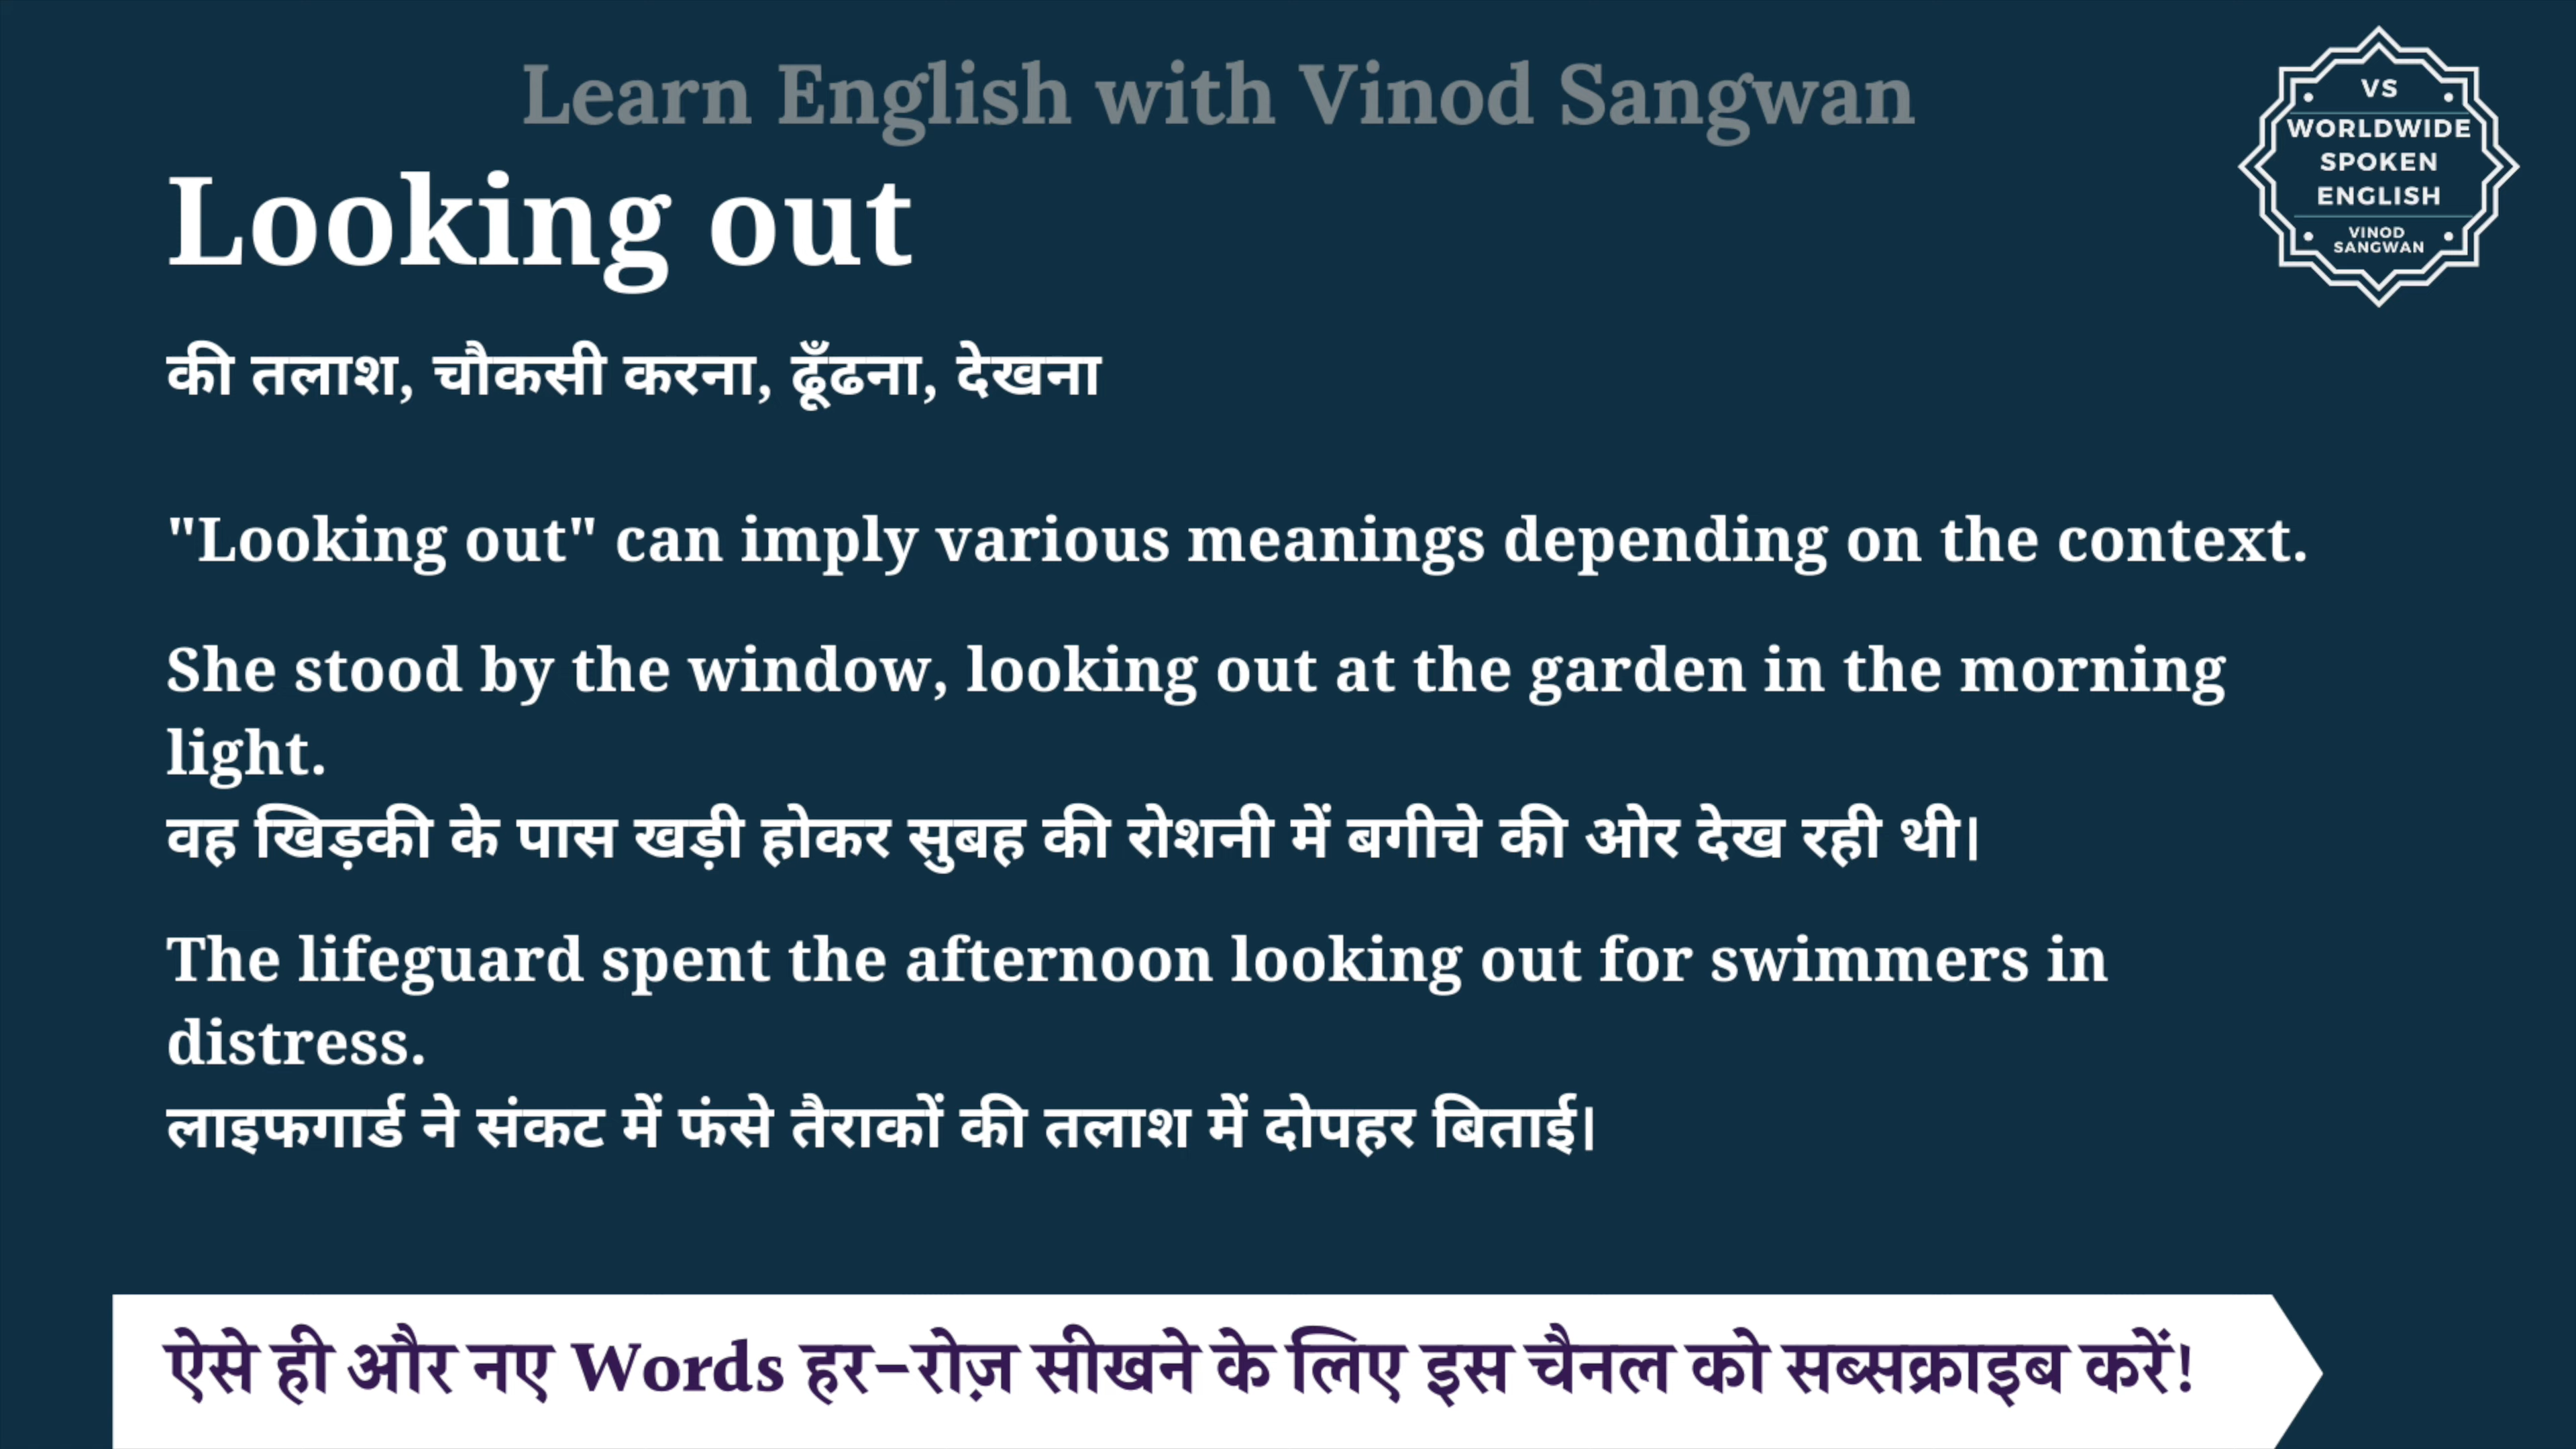 Learn English with Vinod Sangwan
VS
WORLDWIDE
SPOKEN
ENGLISH
VINOD
SANGWAN
Looking out
की तलाश, चौकसी करना, ढूँढना, देखना
"Looking out" can imply various meanings depending on the context.
She stood by the window, looking out at the garden in the morning
light.
वह खिड़की के पास खड़ी होकर सुबह की रोशनी में बगीचे की ओर देख रही थी।
The lifeguard spent the afternoon looking out for swimmers in
distress.
लाइफगार्ड ने संकट में फंसे तैराकों की तलाश में दोपहर बिताई।
ऐसे ही और नए Words हर-रोज़ सीखने के लिए इस चैनल को सब्सक्राइब करें!